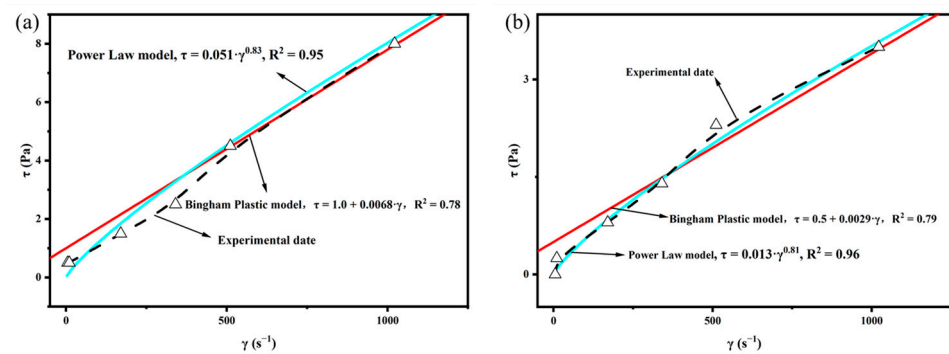 (a)
Power Law model, τ = 0.051·γ^0.83, R² = 0.95
Bingham Plastic model, τ = 1.0 + 0.0068·γ, R² = 0.78
Experimental date
8
6
4
2
0
τ (Pa)
0
500
1000
γ (s⁻¹)
(b)
Experimental date
Bingham Plastic model, τ = 0.5 + 0.0029·γ, R² = 0.79
Power Law model, τ = 0.013·γ^0.81, R² = 0.96
3
0
τ (Pa)
0
500
1000
γ (s⁻¹)